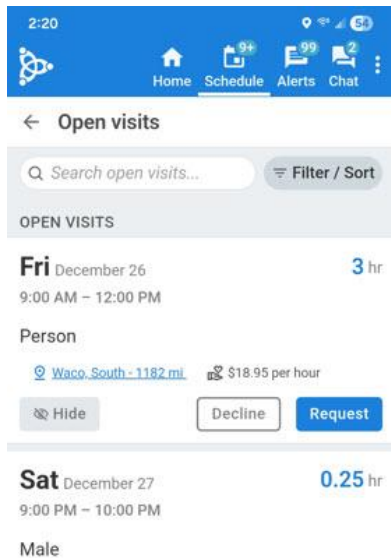 2:20
54
9+
99
2
Home Schedule Alerts Chat
← Open visits
Search open visits...
Filter / Sort
OPEN VISITS
Fri December 26
3 hr
9:00 AM – 12:00 PM
Person
Waco, South - 1182 mi
$18.95 per hour
Hide
Decline
Request
Sat December 27
0.25 hr
9:00 PM – 10:00 PM
Male